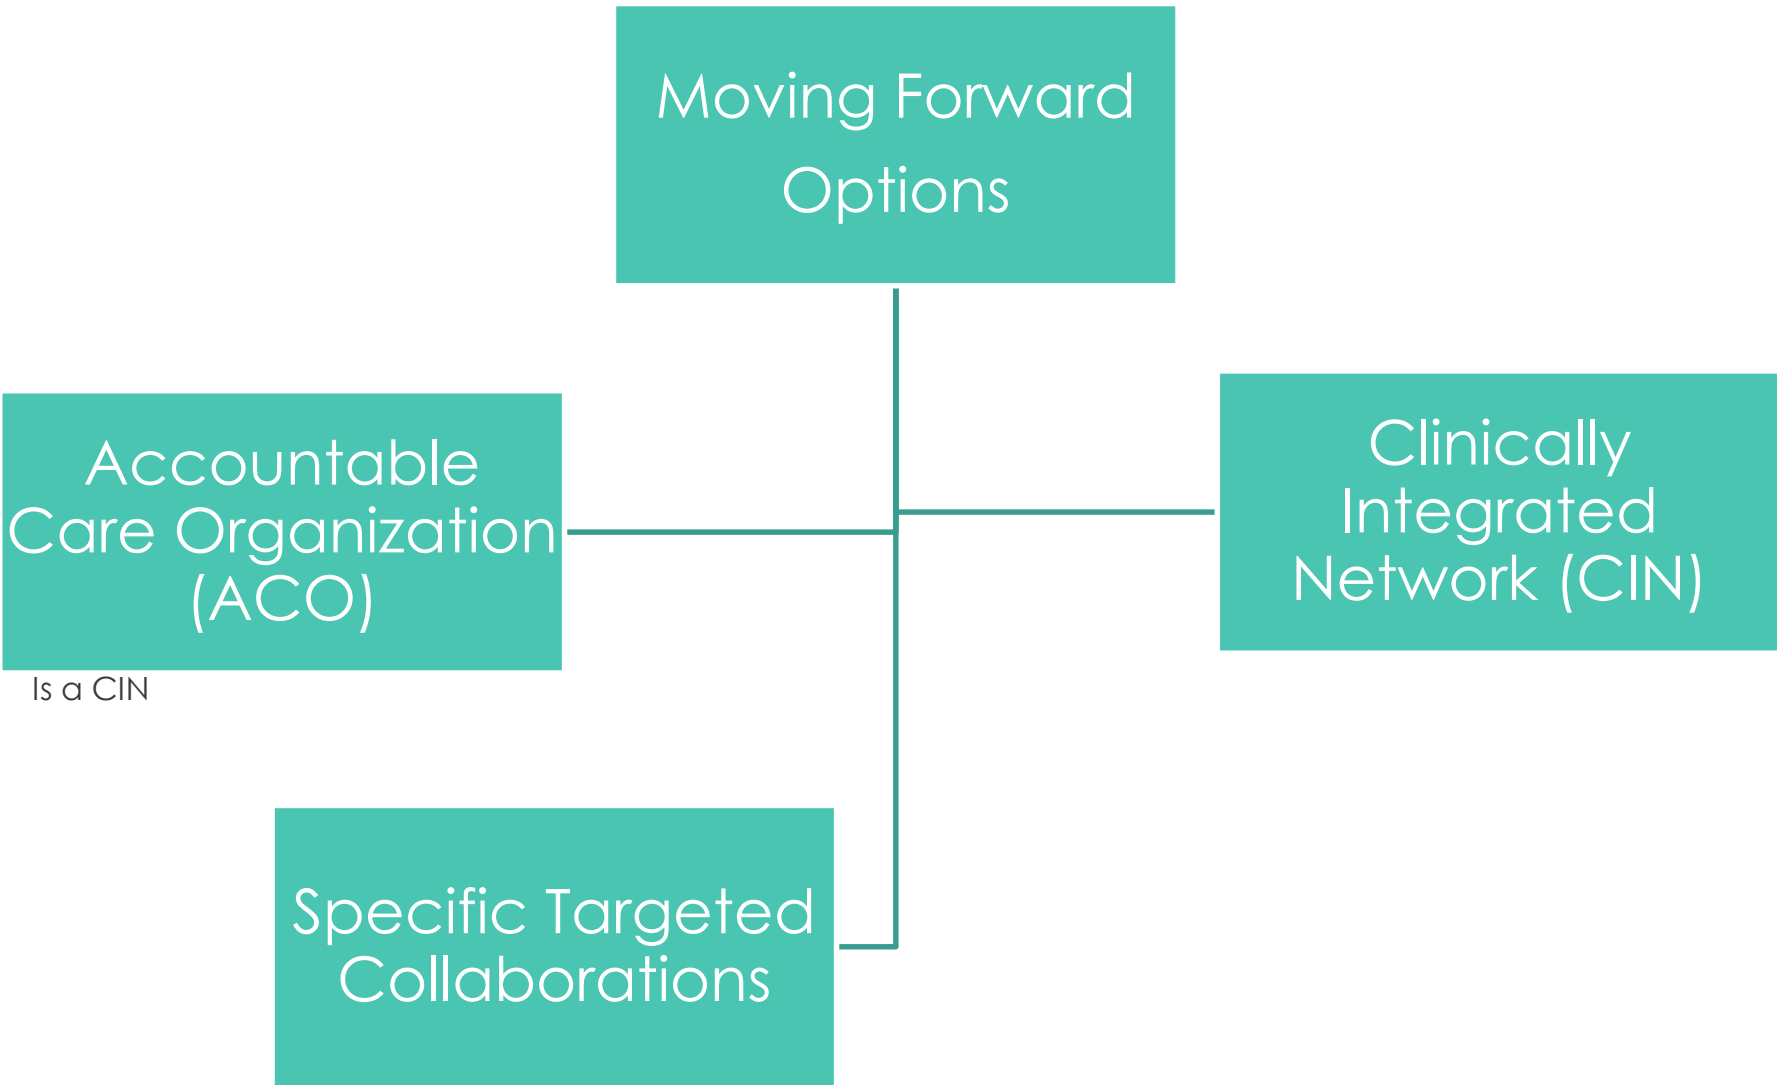 Moving Forward
Options
Accountable
Care Organization
(ACO)
Is a CIN
Clinically
Integrated
Network (CIN)
Specific Targeted
Collaborations